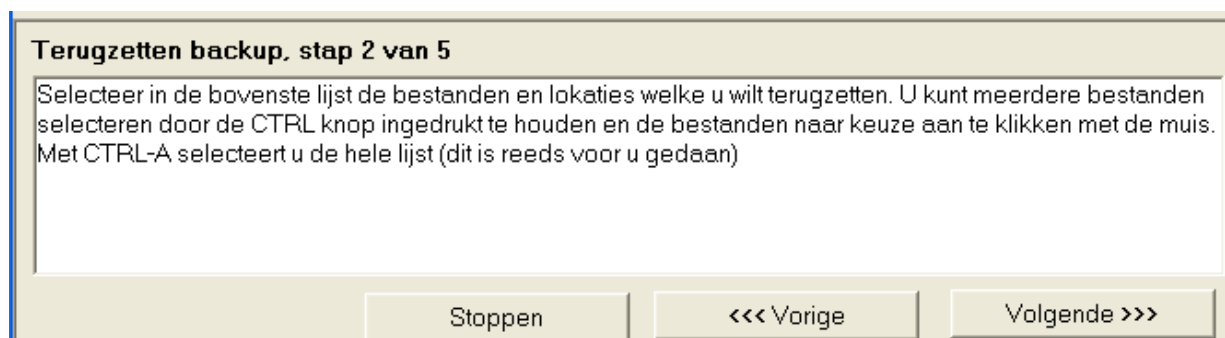 Terugzetten backup, stap 2 van 5
Selecteer in de bovenste lijst de bestanden en lokaties welke u wilt terugzetten. U kunt meerdere bestanden
selecteren door de CTRL knop ingedrukt te houden en de bestanden naar keuze aan te klikken met de muis.
Met CTRL-A selecteert u de hele lijst (dit is reeds voor u gedaan)
Stoppen <<< Vorige Volgende >>>